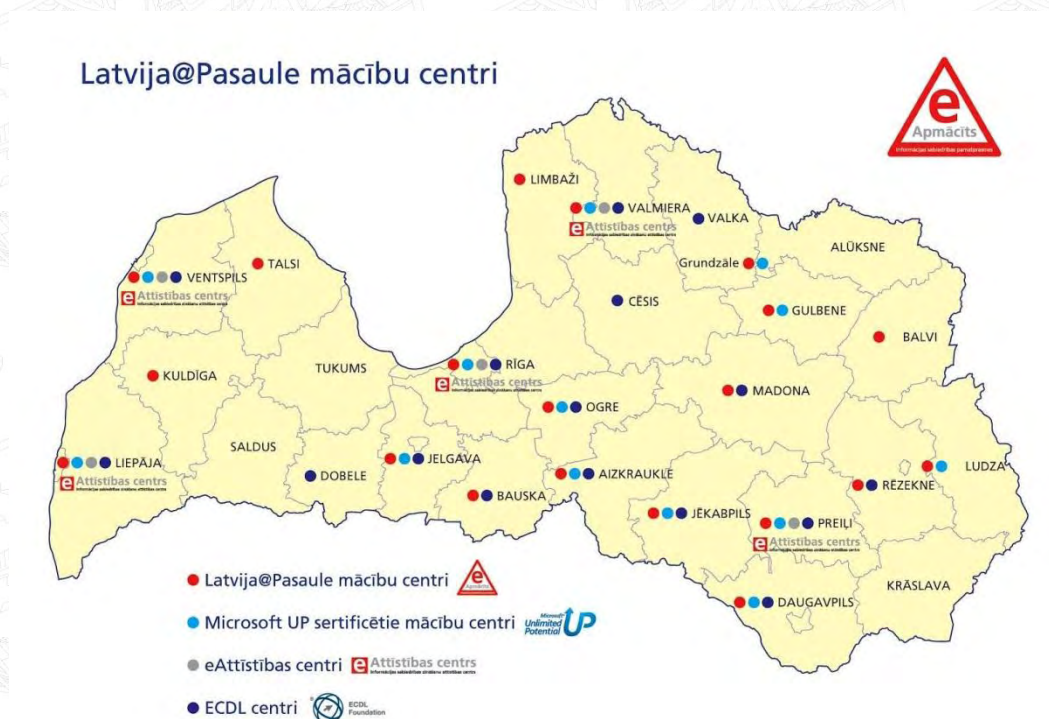 Latvija@Pasaule mācību centri
e
Apmācīts
LIMBAŽI
VALMIERA
e Attīstības centrs
VALKA
ALŪKSNE
Grundzāle
TALSI
VENTSPILS
e Attīstības centrs
CĒSIS
GULBENE
BALVI
RĪGA
e Attīstības centrs
TUKUMS
KULDĪGA
MADONA
OGRE
SALDUS
LIEPĀJA
e Attīstības centrs
JELGAVA
DOBELE
AIZKRAUKLE
LUDZA
RĒZEKNE
BAUSKA
JĒKABPILS
PREIĻI
e Attīstības centrs
KRĀSLAVA
DAUGAVPILS
Latvija@Pasaule mācību centri
e
Apmācīts
Microsoft UP sertificētie mācību centri
Microsoft
Unlimited
Potential
UP
eAttīstības centri e Attīstības centrs
ECDL centri
ECDL
Foundation